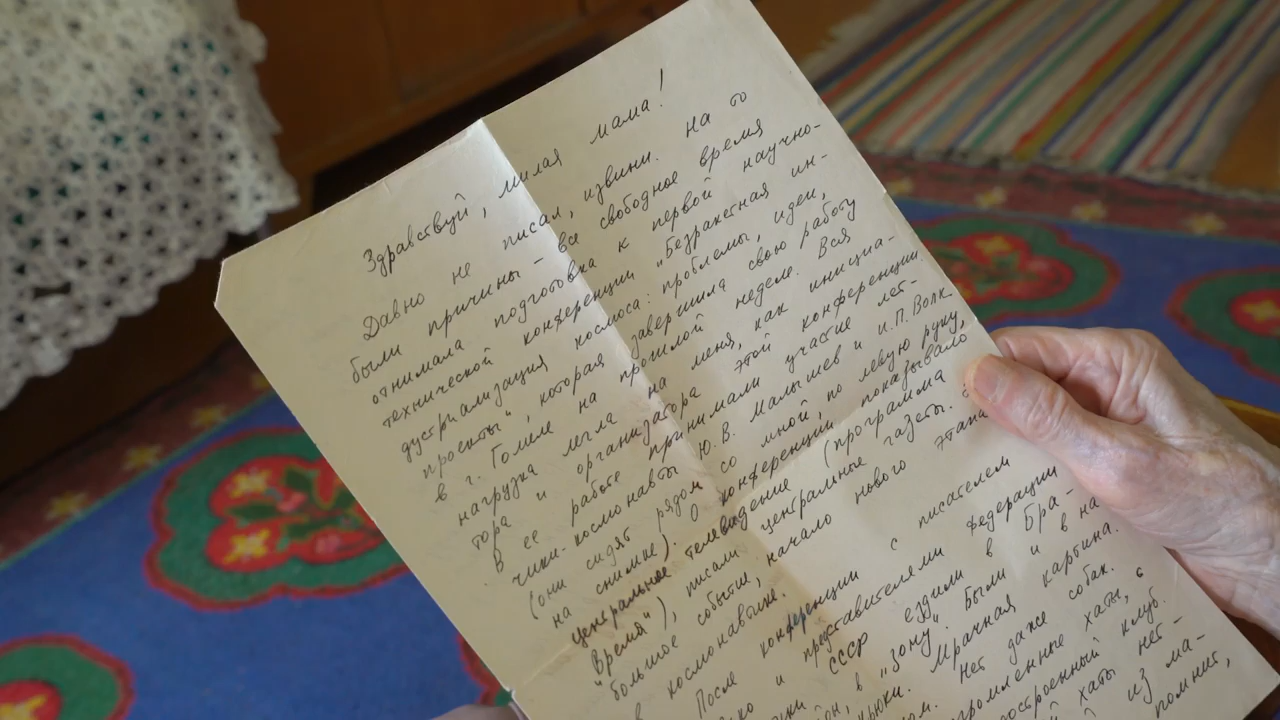 Здравствуй, милая мама!
Давно не писал, извини. На то
были причины - все свободное время
отнимала подготовка к первой научно-
технической конференции „Безракетная ин-
дустриализация космоса: проблемы, идеи,
проекты", которая завершила свою работу
в г. Гомеле на прошлой неделе. Вся
нагрузка легла на меня, как инициа-
тора и организатора этой конференции.
В ее работе принимали участие лет-
чики-космонавты Ю.В. Малышев и И.П. Волк
(они сидят рядом со мной, по левую руку,
на снимке). О конференции показывало
центральное телевидение (программа
"Время"), писали центральные газеты.
большое событие, начало нового этапа
в космонавтике.
После конференции с писателем
и представителями федерации
СССР ездили в Бра-
в „зону". Были и в На
Мрачная картина.
Нет даже собак.
хаты, с
клуб.
хаты нет-
из ма-
помнит,